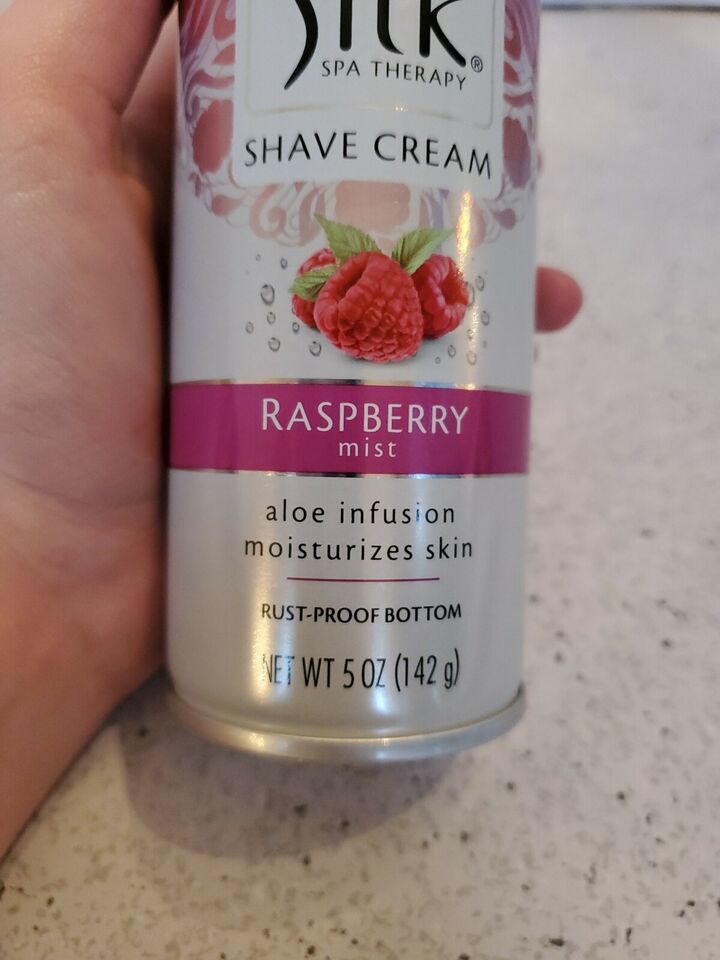 Silk®
SPA THERAPY
SHAVE CREAM
RASPBERRY
mist
aloe infusion
moisturizes skin
RUST-PROOF BOTTOM
NET WT 5 OZ (142 g)